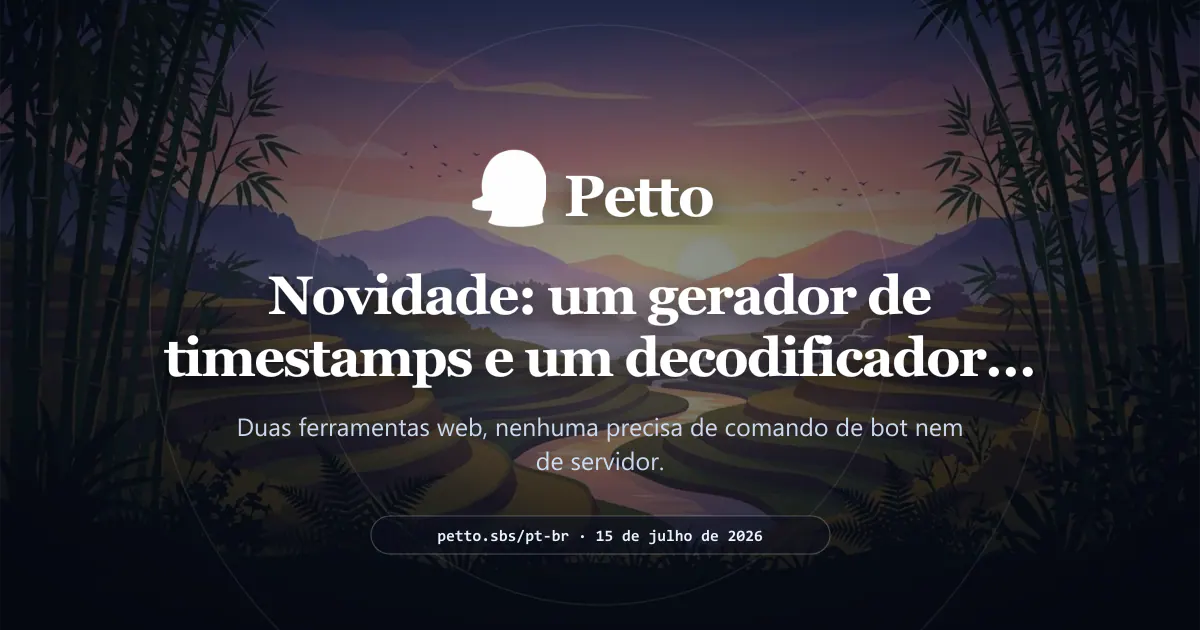 Petto
Novidade: um gerador de
timestamps e um decodificador...
Duas ferramentas web, nenhuma precisa de comando de bot nem
de servidor.
petto.sbs/pt-br · 15 de julho de 2026